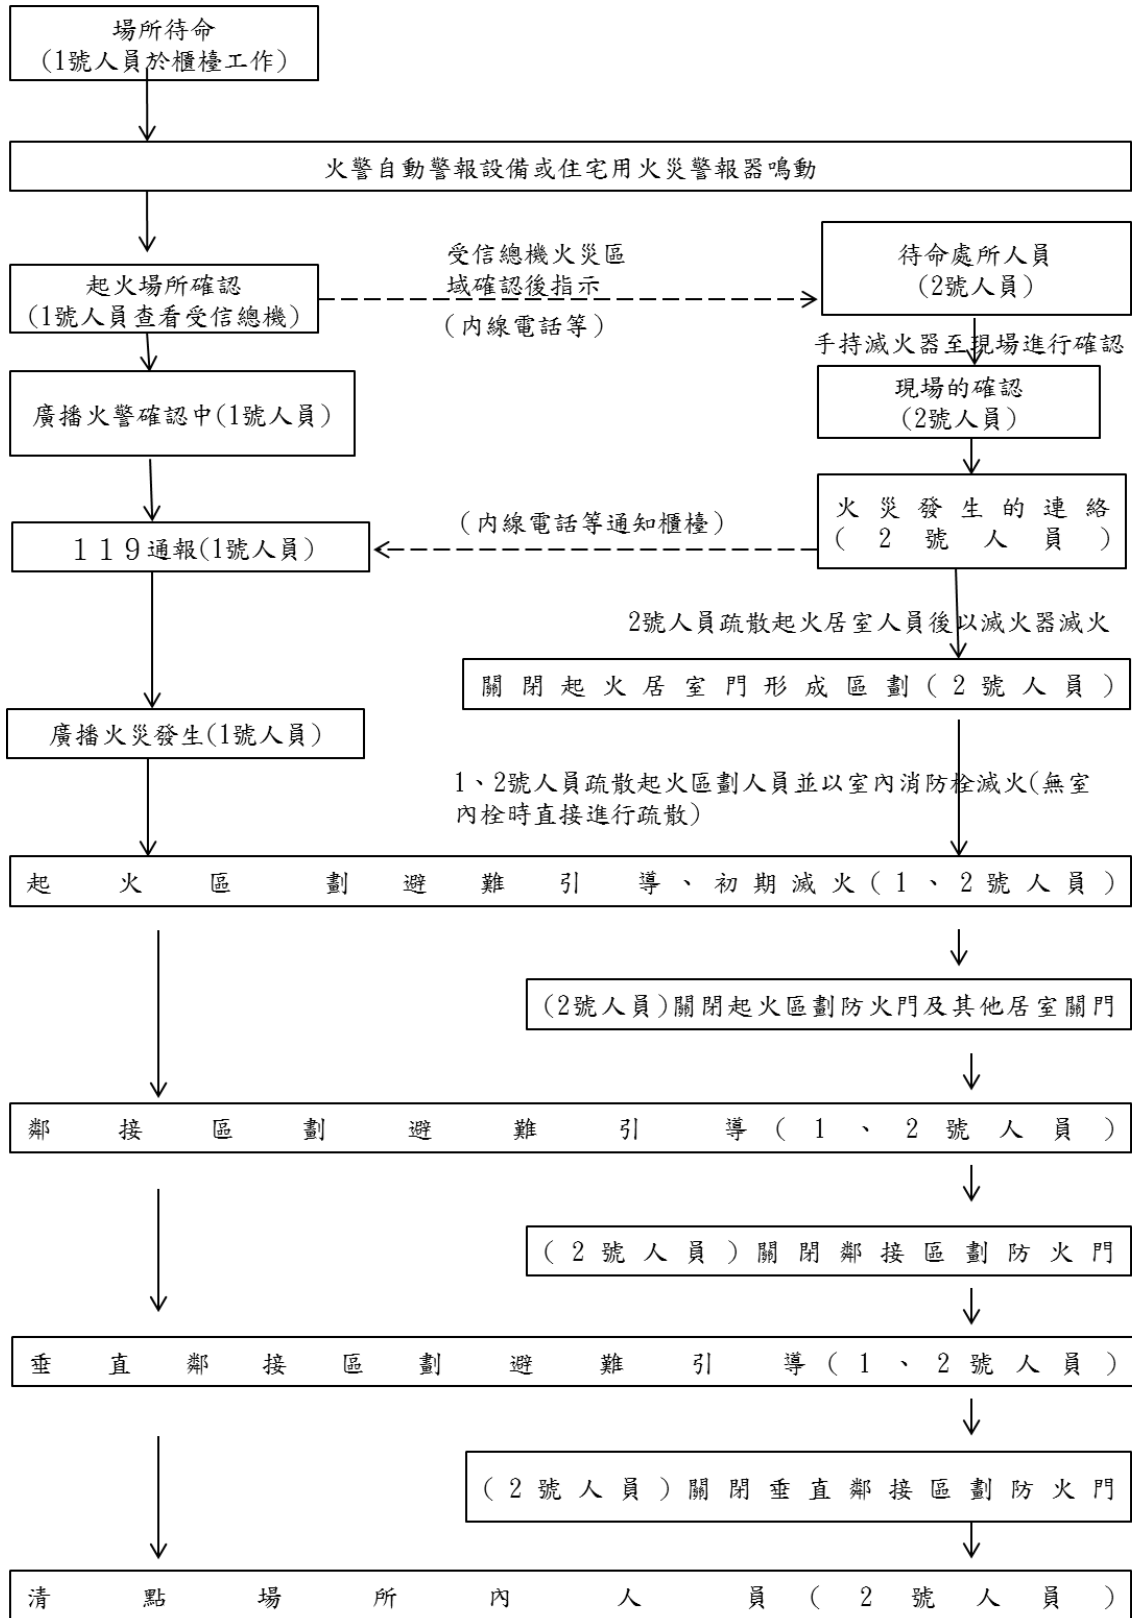 場所待命
(1號人員於櫃檯工作)
火警自動警報設備或住宅用火災警報器鳴動
受信總機火災區
域確認後指示
(內線電話等)
待命處所人員
(2號人員)
起火場所確認
(1號人員查看受信總機)
手持滅火器至現場進行確認
廣播火警確認中(1號人員)
現場的確認
(2號人員)
火災發生的連絡
(2號人員)
(內線電話等通知櫃檯)
１１９通報(1號人員)
2號人員疏散起火居室人員後以滅火器滅火
關閉起火居室門形成區劃(2號人員)
廣播火災發生(1號人員)
1、2號人員疏散起火區劃人員並以室內消防栓滅火(無室
內栓時直接進行疏散)
起火區劃避難引導、初期滅火(1、2號人員)
(2號人員)關閉起火區劃防火門及其他居室關門
鄰接區劃避難引導(1、2號人員)
(2號人員)關閉鄰接區劃防火門
垂直鄰接區劃避難引導(1、2號人員)
(2號人員)關閉垂直鄰接區劃防火門
清點場所內人員(2號人員)